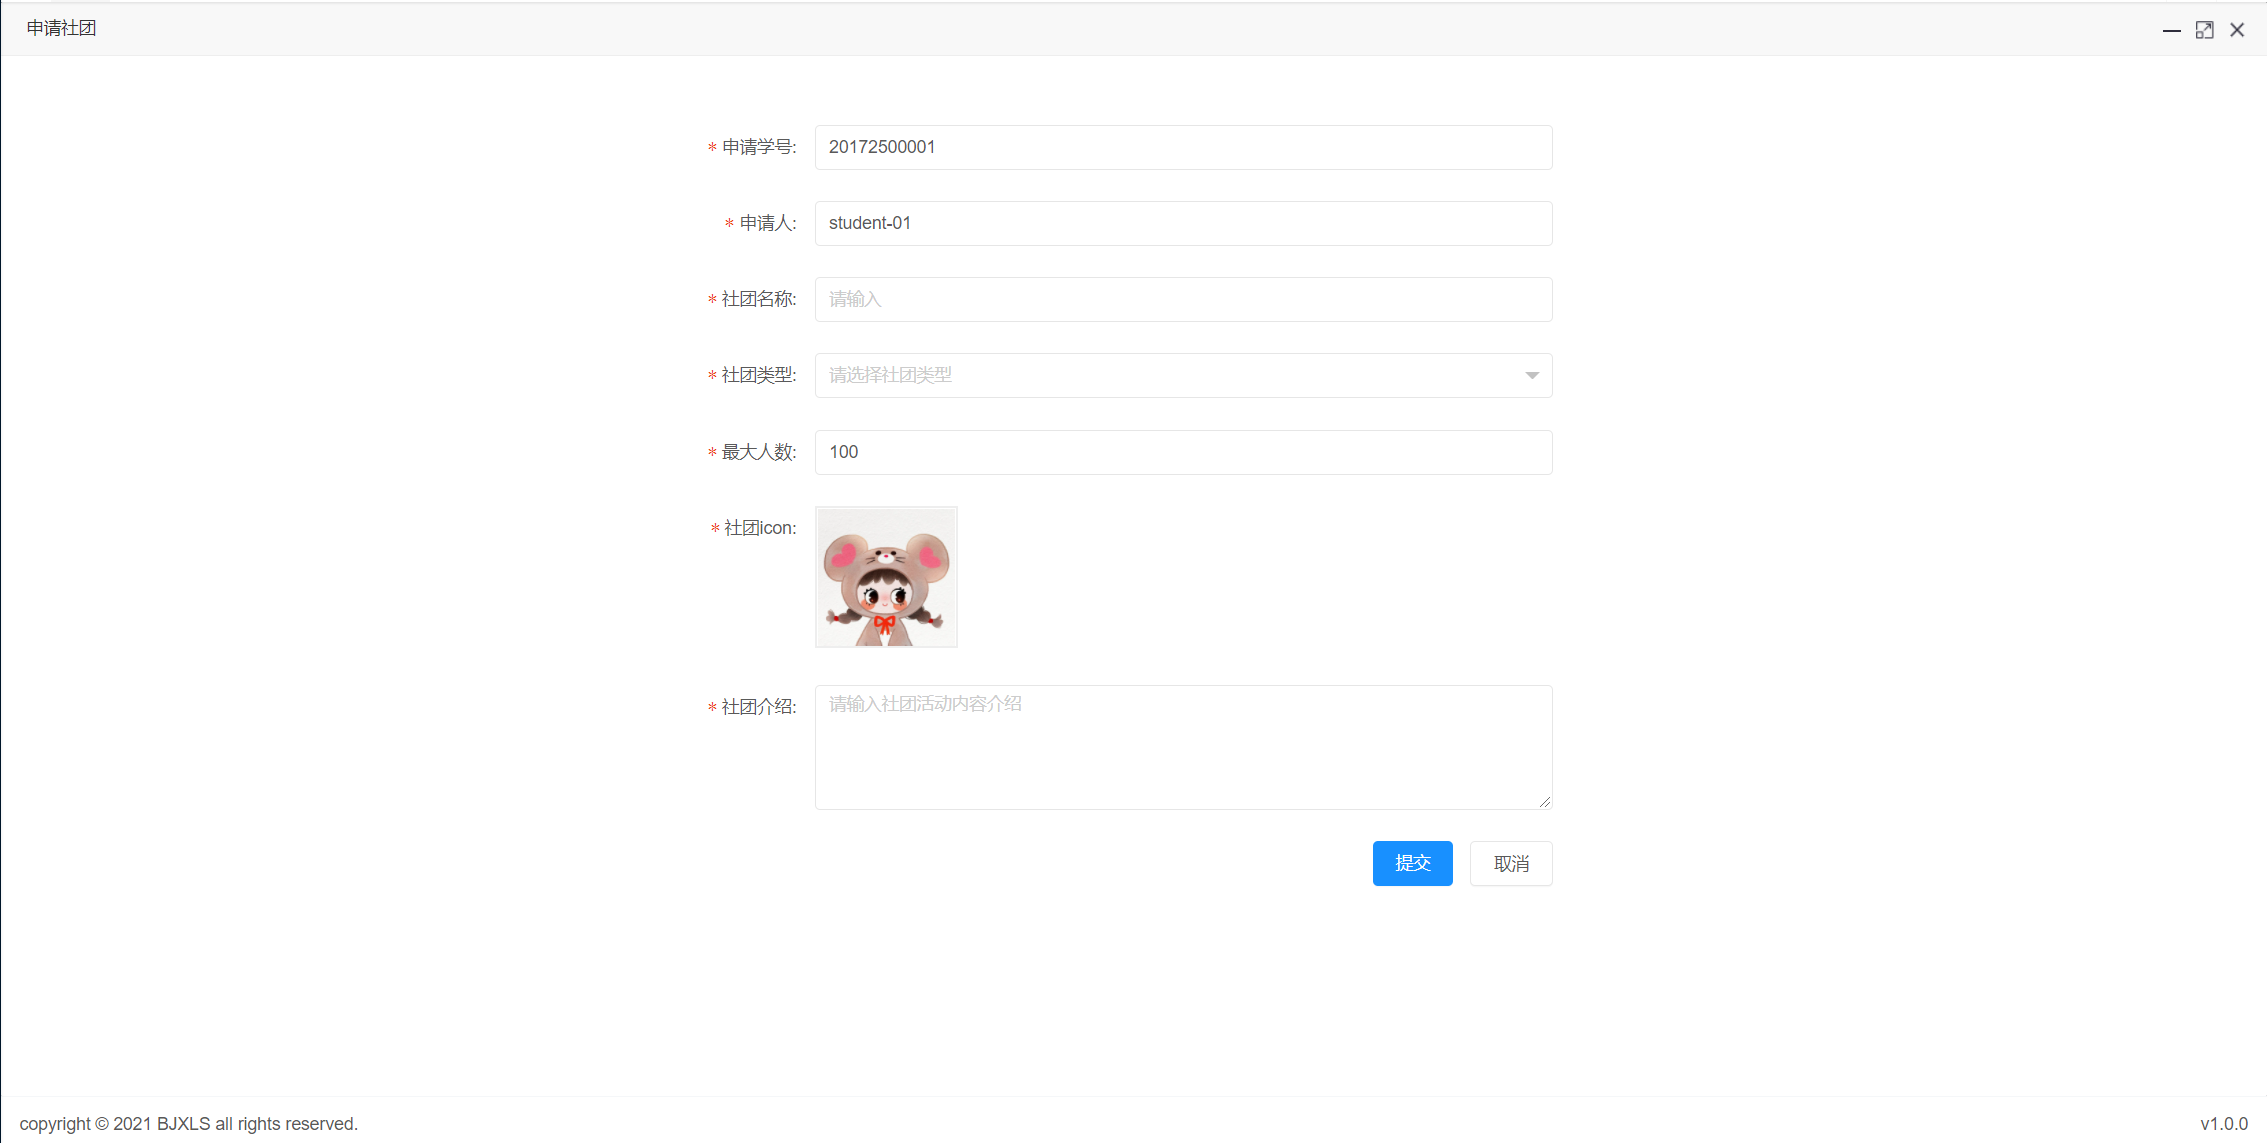 申请社团
* 申请学号: 20172500001
* 申请人: student-01
* 社团名称: 请输入
* 社团类型: 请选择社团类型
* 最大人数: 100
* 社团icon:
* 社团介绍: 请输入社团活动内容介绍
提交 取消
copyright © 2021 BJXLS all rights reserved. v1.0.0